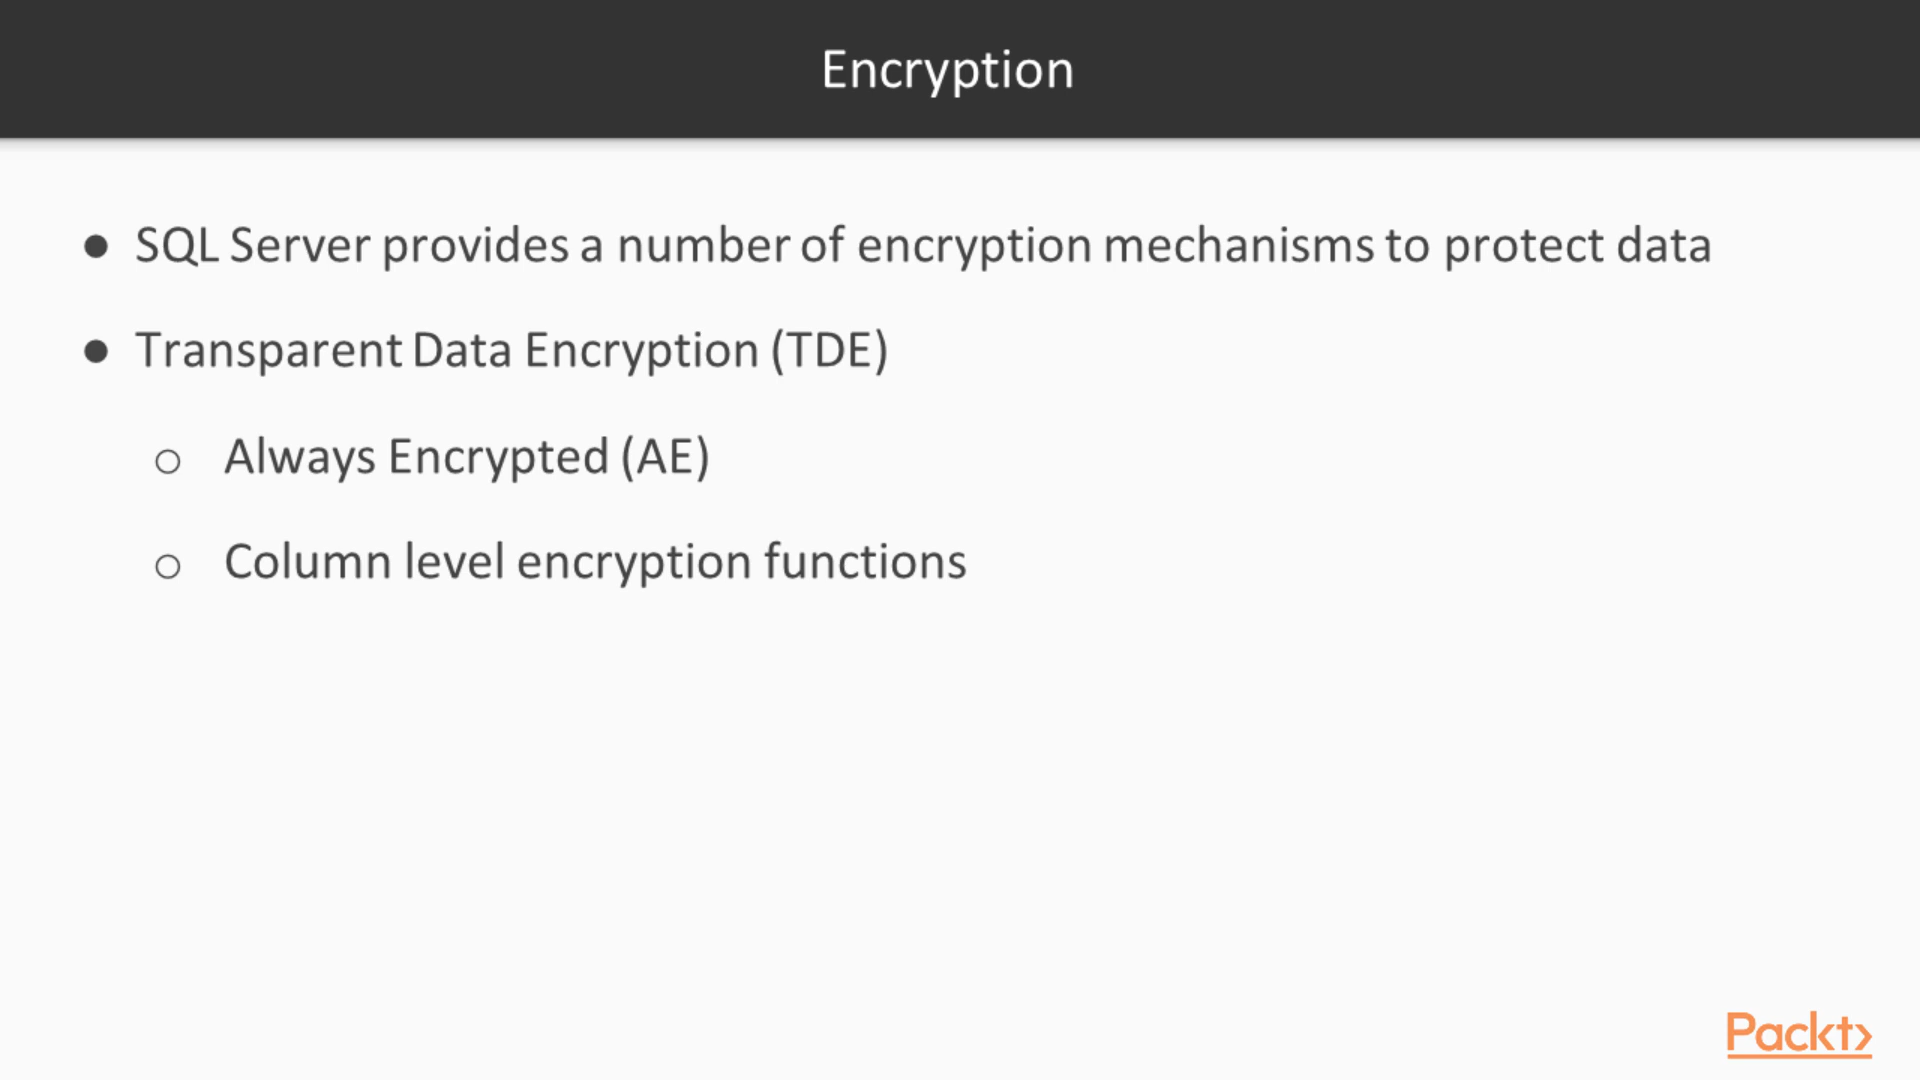 Encryption
● SQL Server provides a number of encryption mechanisms to protect data
● Transparent Data Encryption (TDE)
○ Always Encrypted (AE)
○ Column level encryption functions
Packt>